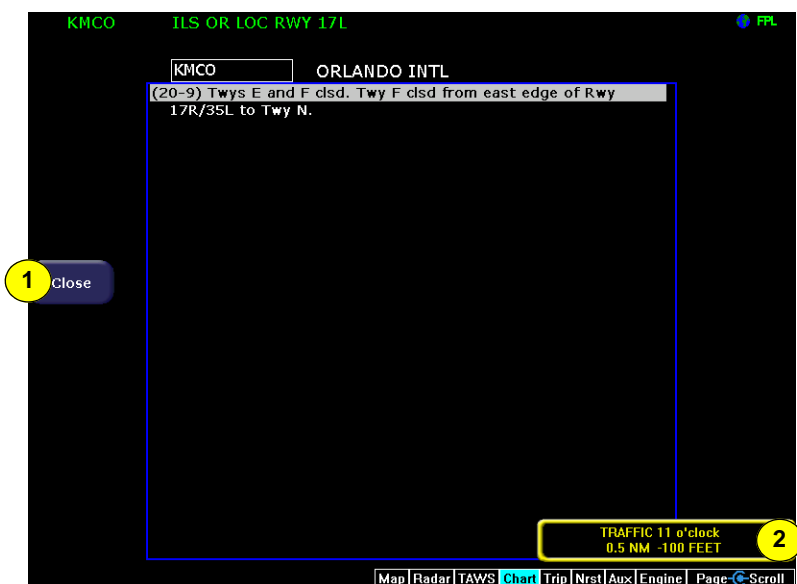 KMCO ILS OR LOC RWY 17L FPL
KMCO ORLANDO INTL
(20-9) Twys E and F clsd. Twy F clsd from east edge of Rwy
17R/35L to Twy N.
1 Close
TRAFFIC 11 o'clock
0.5 NM -100 FEET
2
Map Radar TAWS Chart Trip Nrst Aux Engine Page Scroll